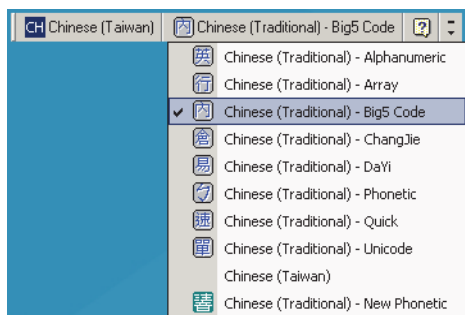 CH Chinese (Taiwan) 內 Chinese (Traditional) - Big5 Code ?
英 Chinese (Traditional) - Alphanumeric
行 Chinese (Traditional) - Array
內 Chinese (Traditional) - Big5 Code
倉 Chinese (Traditional) - ChangJie
易 Chinese (Traditional) - DaYi
ㄅ Chinese (Traditional) - Phonetic
速 Chinese (Traditional) - Quick
單 Chinese (Traditional) - Unicode
Chinese (Taiwan)
Chinese (Traditional) - New Phonetic